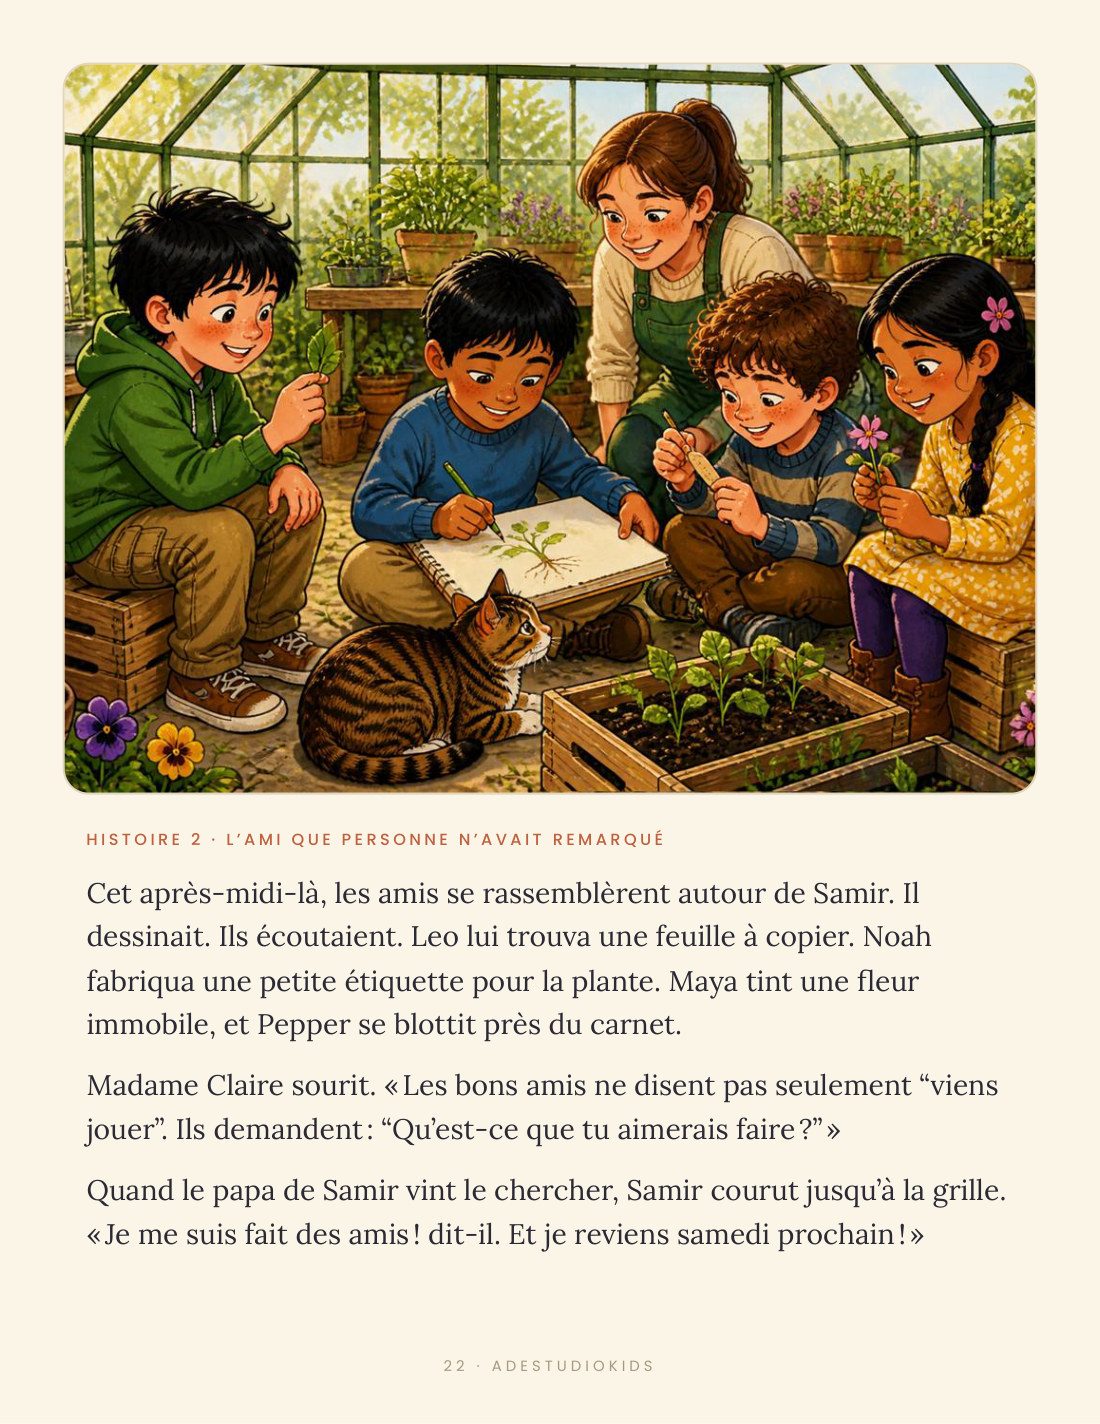 HISTOIRE 2 · L’AMI QUE PERSONNE N’AVAIT REMARQUÉ
Cet après-midi-là, les amis se rassemblèrent autour de Samir. Il
dessinait. Ils écoutaient. Leo lui trouva une feuille à copier. Noah
fabriqua une petite étiquette pour la plante. Maya tint une fleur
immobile, et Pepper se blottit près du carnet.
Madame Claire sourit. « Les bons amis ne disent pas seulement “viens
jouer”. Ils demandent : “Qu’est-ce que tu aimerais faire ?” »
Quand le papa de Samir vint le chercher, Samir courut jusqu’à la grille.
« Je me suis fait des amis ! dit-il. Et je reviens samedi prochain ! »
22 · ADESTUDIOKIDS